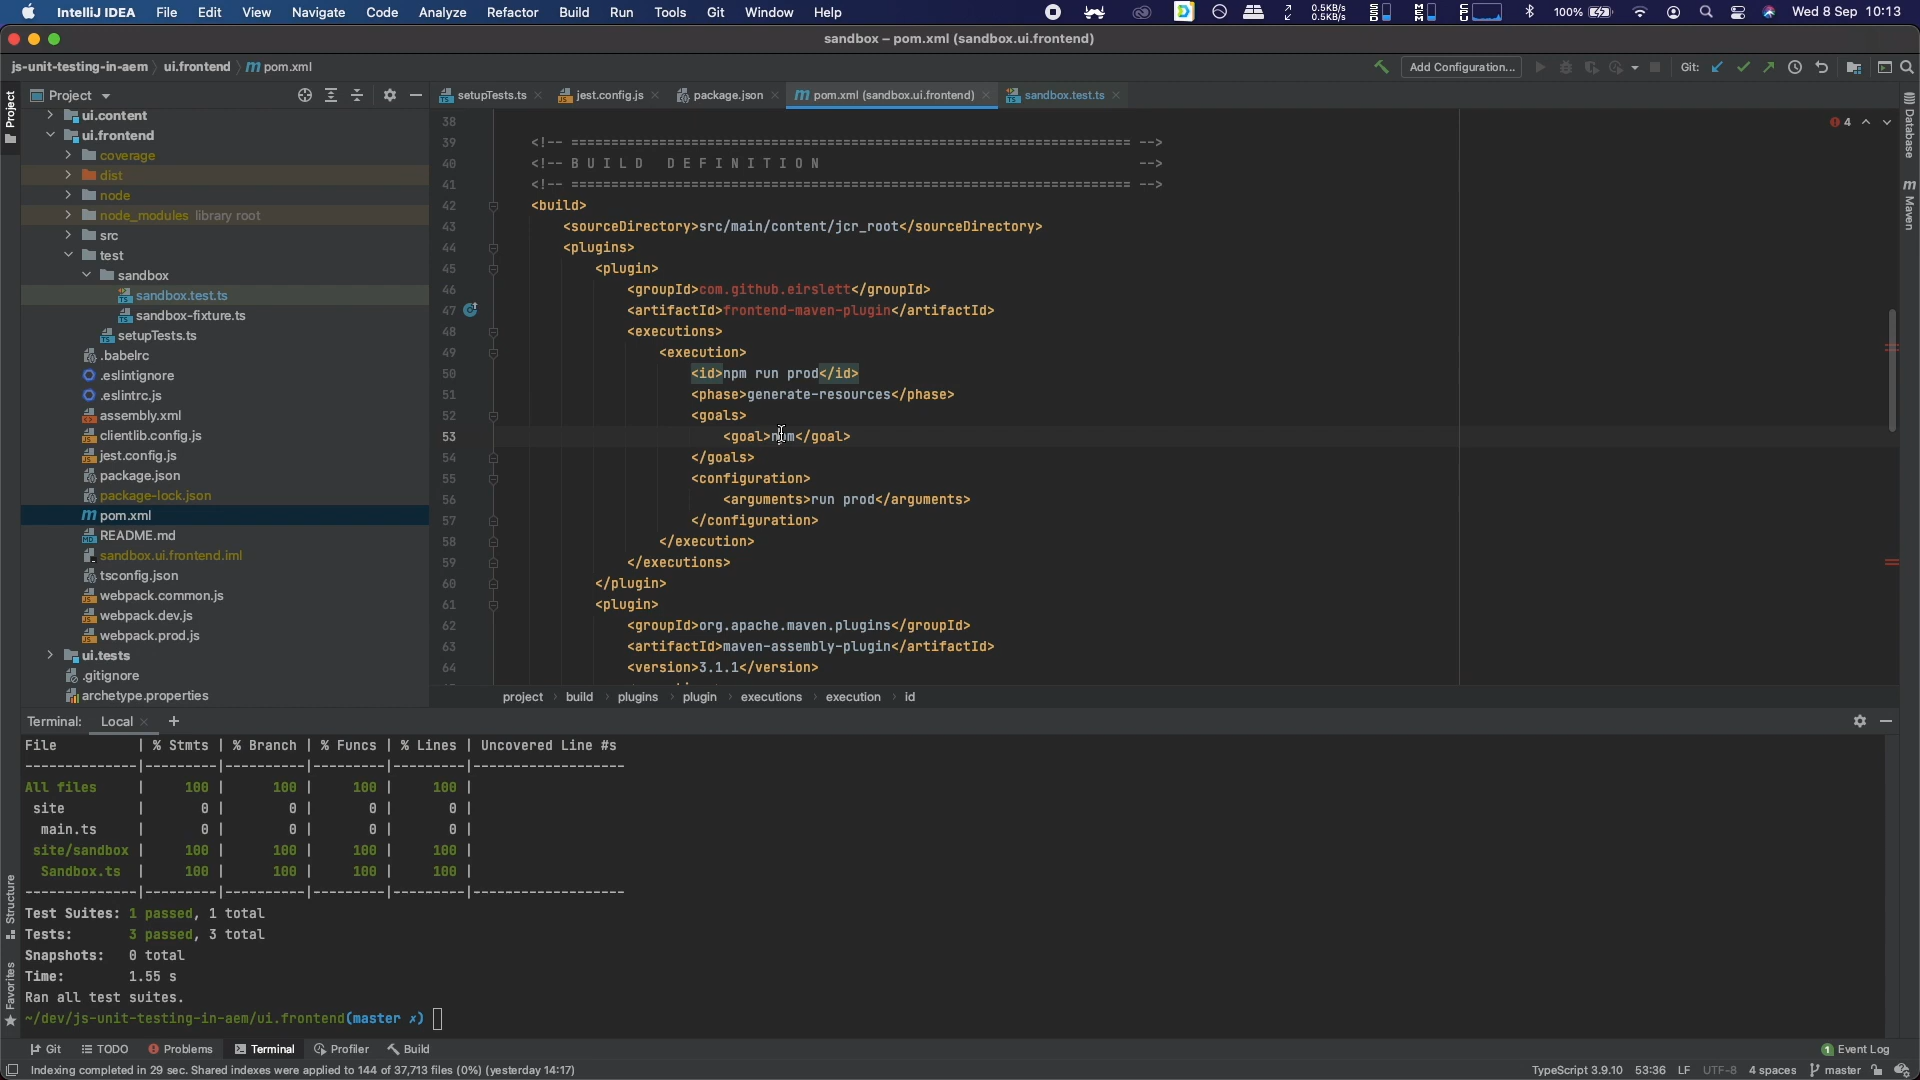 IntelliJ IDEA File Edit View Navigate Code Analyze Refactor Build Run Tools Git Window Help 0.5KB/s 0.5KB/s SSD MEM CPU 100% Wed 8 Sep 10:13
sandbox – pom.xml (sandbox.ui.frontend)
js-unit-testing-in-aem ui.frontend pom.xml Add Configuration... Git:
Project
Project setupTests.ts jest.config.js package.json pom.xml (sandbox.ui.frontend) sandbox.test.ts
Database
Maven
ui.content
ui.frontend
coverage
dist
node
node_modules library root
src
test
sandbox
sandbox.test.ts
sandbox-fixture.ts
setupTests.ts
.babelrc
.eslintignore
.eslintrc.js
assembly.xml
clientlib.config.js
jest.config.js
package.json
package-lock.json
pom.xml
README.md
sandbox.ui.frontend.iml
tsconfig.json
webpack.common.js
webpack.dev.js
webpack.prod.js
ui.tests
.gitignore
archetype.properties
4
38
39 <!-- ====================================================================== -->
40 <!-- B U I L D   D E F I N I T I O N                                        -->
41 <!-- ====================================================================== -->
42 <build>
43 <sourceDirectory>src/main/content/jcr_root</sourceDirectory>
44 <plugins>
45 <plugin>
46 <groupId>com.github.eirslett</groupId>
47 <artifactId>frontend-maven-plugin</artifactId>
48 <executions>
49 <execution>
50 <id>npm run prod</id>
51 <phase>generate-resources</phase>
52 <goals>
53 <goal>npm</goal>
54 </goals>
55 <configuration>
56 <arguments>run prod</arguments>
57 </configuration>
58 </execution>
59 </executions>
60 </plugin>
61 <plugin>
62 <groupId>org.apache.maven.plugins</groupId>
63 <artifactId>maven-assembly-plugin</artifactId>
64 <version>3.1.1</version>
project build plugins plugin executions execution id
Terminal: Local
File | % Stmts | % Branch | % Funcs | % Lines | Uncovered Line #s
--------------|---------|----------|---------|---------|-------------------
All files | 100 | 100 | 100 | 100 |
site | 0 | 0 | 0 | 0 |
main.ts | 0 | 0 | 0 | 0 |
site/sandbox | 100 | 100 | 100 | 100 |
Sandbox.ts | 100 | 100 | 100 | 100 |
--------------|---------|----------|---------|---------|-------------------
Test Suites: 1 passed, 1 total
Tests: 3 passed, 3 total
Snapshots: 0 total
Time: 1.55 s
Ran all test suites.
~/dev/js-unit-testing-in-aem/ui.frontend(master ✗)
Structure
Favorites
Git TODO Problems Terminal Profiler Build 1 Event Log
Indexing completed in 29 sec. Shared indexes were applied to 144 of 37,713 files (0%) (yesterday 14:17) TypeScript 3.9.10 53:36 LF UTF-8 4 spaces master